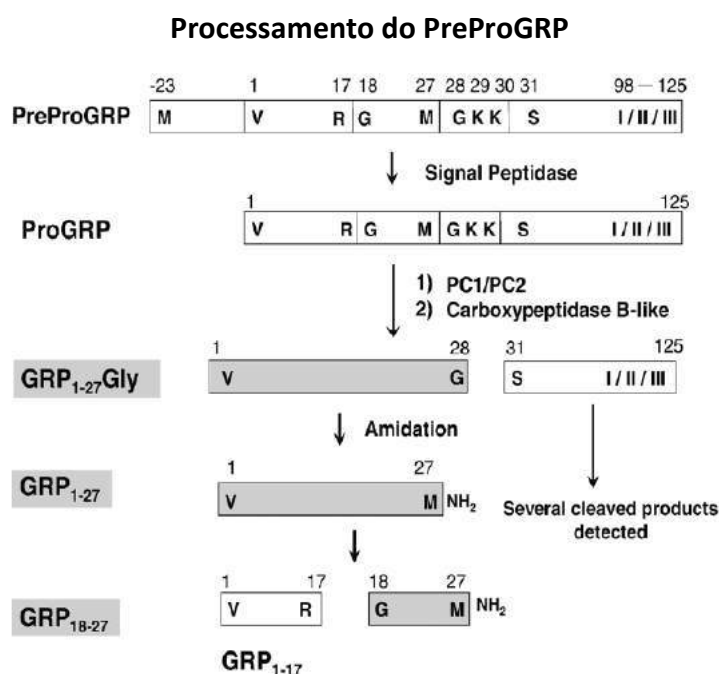 Processamento do PreProGRP
-23 1 17 18 27 28 29 30 31 98 — 125
PreProGRP M V R G M G K K S I / II / III
Signal Peptidase
1 125
ProGRP V R G M G K K S I / II / III
1) PC1/PC2
2) Carboxypeptidase B-like
1 28 31 125
GRP1-27Gly V G S I / II / III
Amidation
1 27
GRP1-27 V M NH2
Several cleaved products
detected
1 17 18 27
GRP18-27 V R G M NH2
GRP1-17